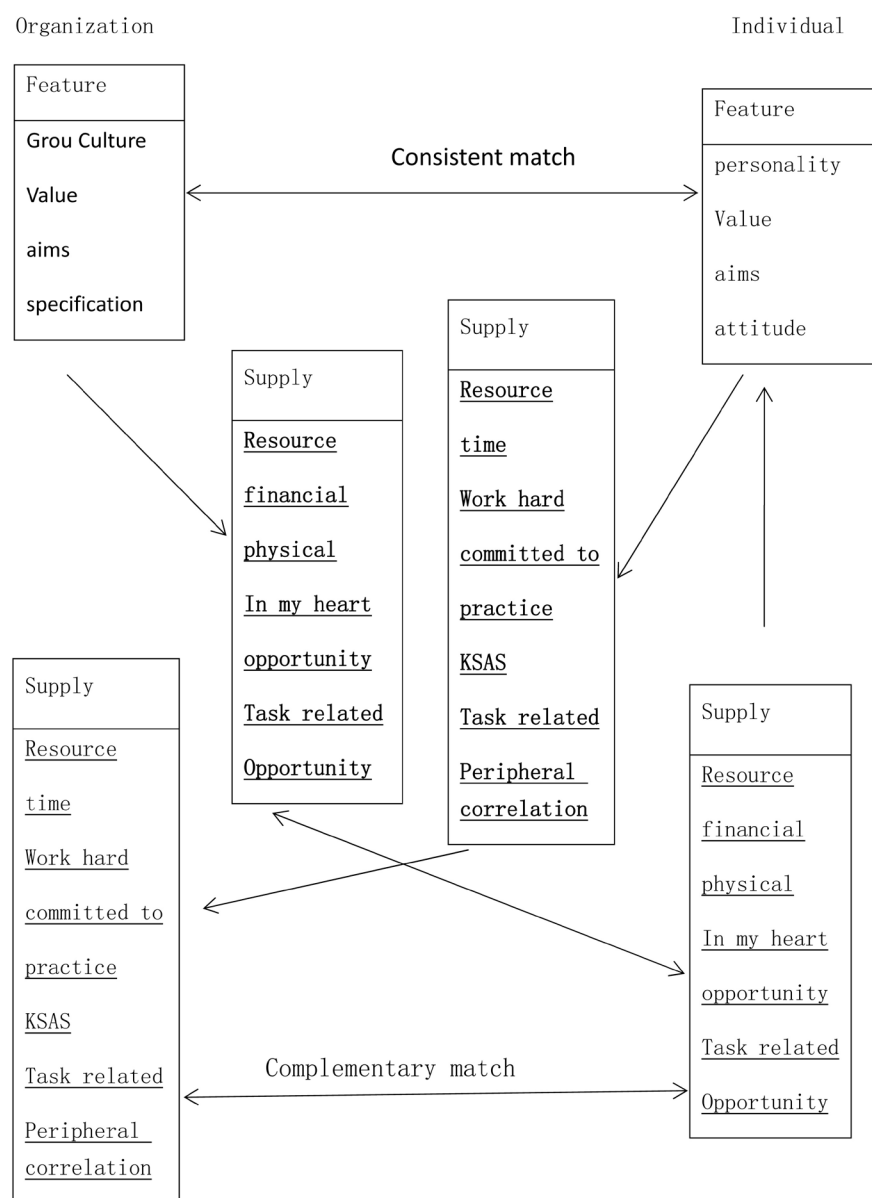 Organization
Individual
Feature
Grou Culture
Value
aims
specification
Consistent match
Feature
personality
Value
aims
attitude
Supply
Resource
financial
physical
In my heart
opportunity
Task related
Opportunity
Supply
Resource
time
Work hard
committed to
practice
KSAS
Task related
Peripheral
correlation
Supply
Resource
time
Work hard
committed to
practice
KSAS
Task related
Peripheral
correlation
Complementary match
Supply
Resource
financial
physical
In my heart
opportunity
Task related
Opportunity